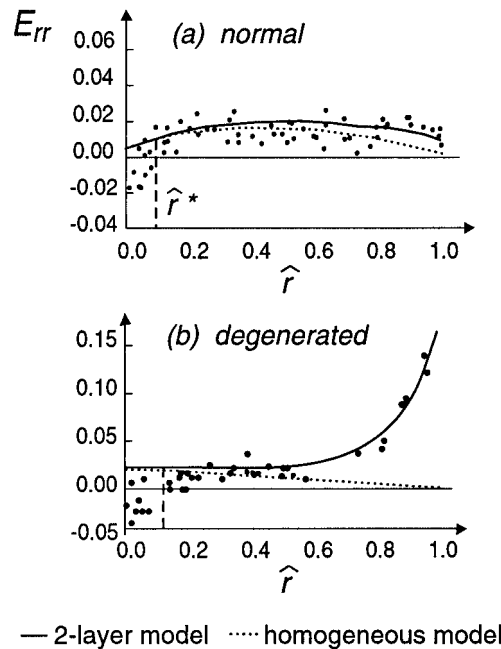 E_rr
(a) normal
0.06
0.04
0.02
0.00
-0.02
-0.04
r̂*
0.0 0.2 0.4 0.6 0.8 1.0
r̂
(b) degenerated
0.15
0.10
0.05
0.00
-0.05
0.0 0.2 0.4 0.6 0.8 1.0
r̂
2-layer model homogeneous model